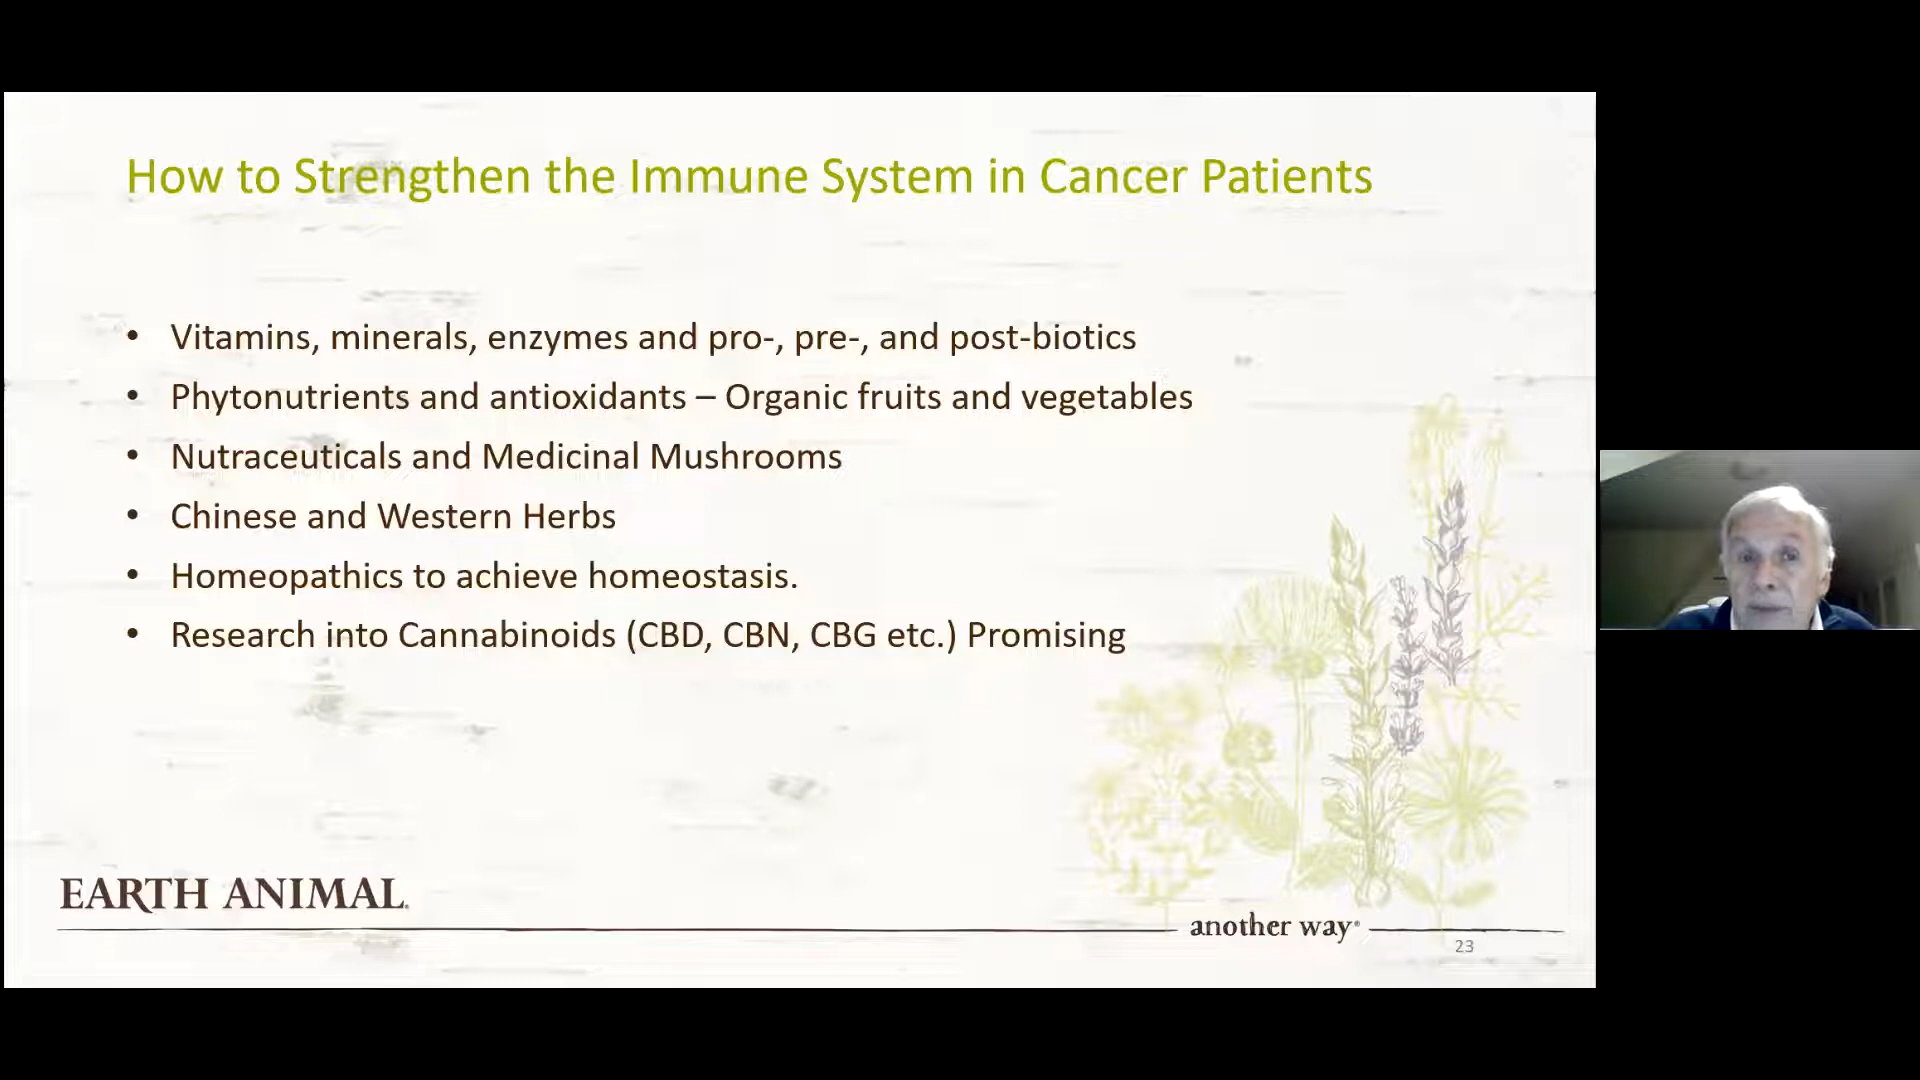 How to Strengthen the Immune System in Cancer Patients
• Vitamins, minerals, enzymes and pro-, pre-, and post-biotics
• Phytonutrients and antioxidants – Organic fruits and vegetables
• Nutraceuticals and Medicinal Mushrooms
• Chinese and Western Herbs
• Homeopathics to achieve homeostasis.
• Research into Cannabinoids (CBD, CBN, CBG etc.) Promising
EARTH ANIMAL.
another way®
23